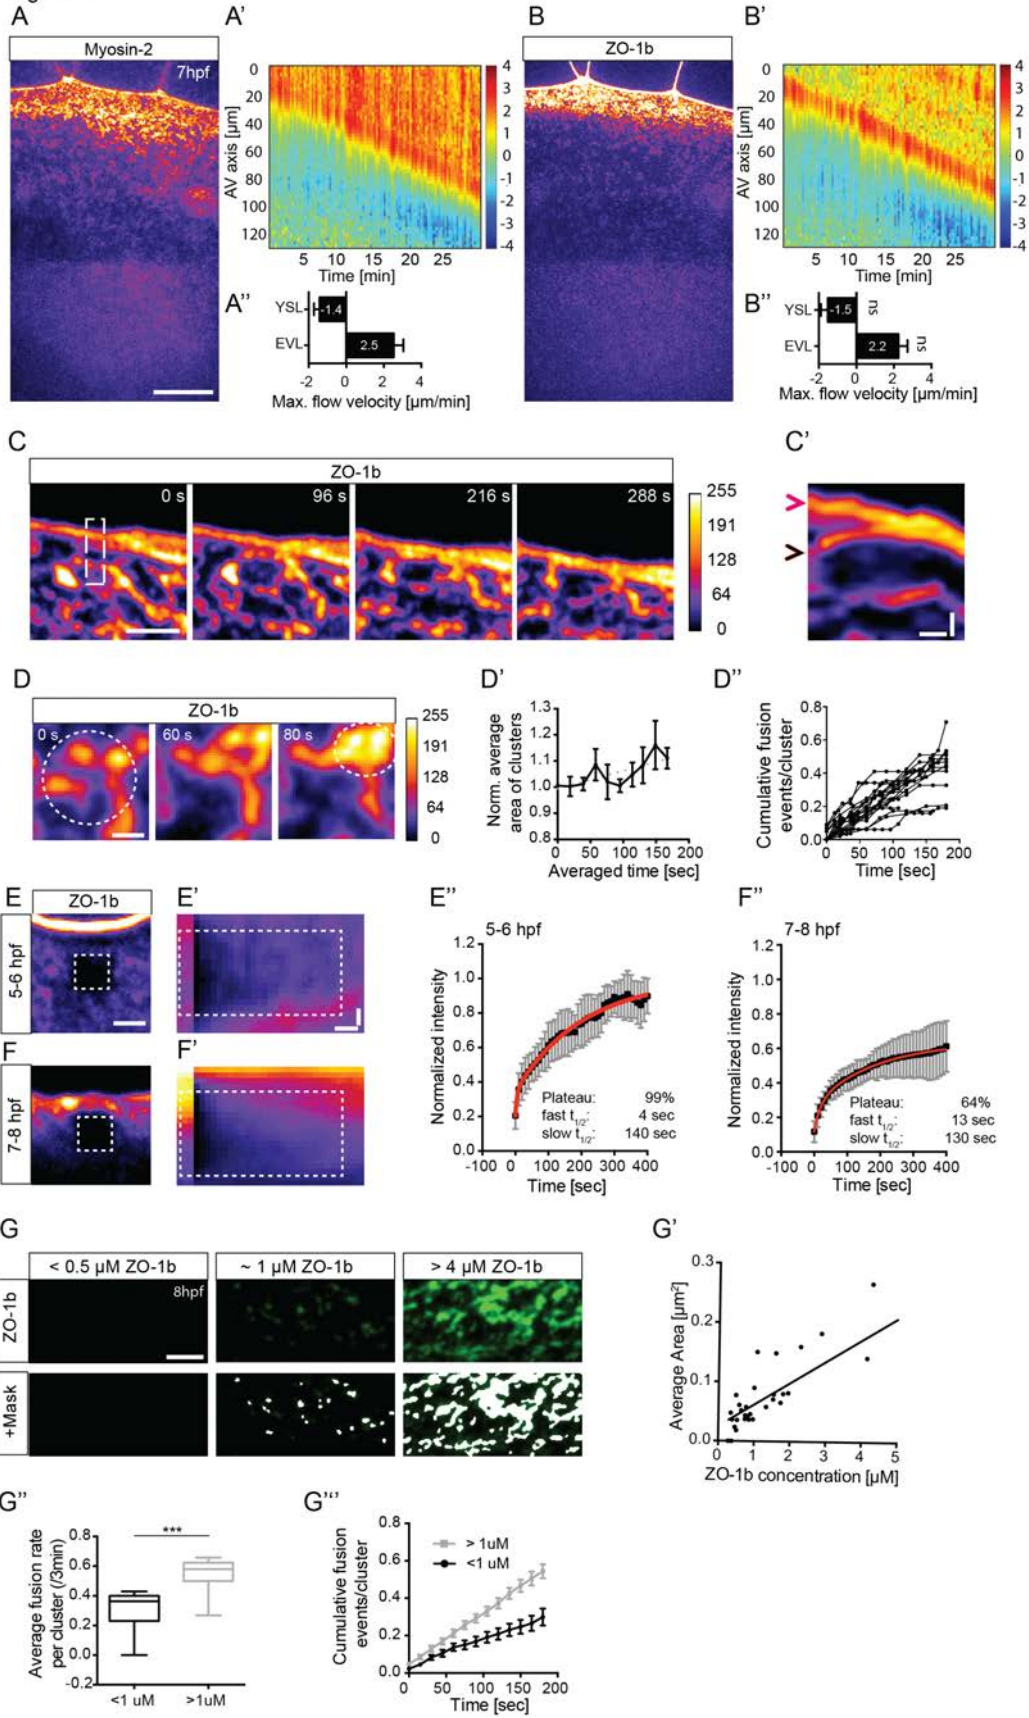 A A' B B'
Myosin-2
7hpf
AV axis [µm]
0
20
40
60
80
100
120
4
3
2
1
0
-1
-2
-3
-4
5 10 15 20 25
Time [min]
ZO-1b
AV axis [µm]
0
20
40
60
80
100
120
4
3
2
1
0
-1
-2
-3
-4
5 10 15 20 25
Time [min]
A''
YSL -1.4
EVL 2.5
-2 0 2 4
Max. flow velocity [µm/min]
B''
YSL -1.5 ns
EVL 2.2 ns
-2 0 2 4
Max. flow velocity [µm/min]
C C'
ZO-1b
0 s 96 s 216 s 288 s
255
191
128
64
0
D D' D''
ZO-1b
0 s 60 s 80 s
255
191
128
64
0
Norm. average
area of clusters
1.3
1.2
1.1
1.0
0.9
0.8
0 50 100 150 200
Averaged time [sec]
Cumulative fusion
events/cluster
0.8
0.6
0.4
0.2
0
0 50 100 150 200
Time [sec]
E E' E'' F''
ZO-1b
5-6 hpf
F F'
7-8 hpf
5-6 hpf
Normalized intensity
1.2
1.0
0.8
0.6
0.4
0.2
0.0
Plateau: 99%
fast t1/2: 4 sec
slow t1/2: 140 sec
-100 0 100 200 300 400
Time [sec]
7-8 hpf
Normalized intensity
1.2
1.0
0.8
0.6
0.4
0.2
0.0
Plateau: 64%
fast t1/2: 13 sec
slow t1/2: 130 sec
-100 0 100 200 300 400
Time [sec]
G G'
< 0.5 µM ZO-1b ~ 1 µM ZO-1b > 4 µM ZO-1b
ZO-1b
8hpf
+Mask
Average Area [µm²]
0.3
0.2
0.1
0.0
0 1 2 3 4 5
ZO-1b concentration [µM]
G'' G'''
Average fusion rate
per cluster (/3min)
0.8
0.6
0.4
0.2
0.0
-0.2
***
<1 uM >1uM
Cumulative fusion
events/cluster
0.8
0.6
0.4
0.2
0.0
> 1uM
<1 uM
0 50 100 150 200
Time [sec]